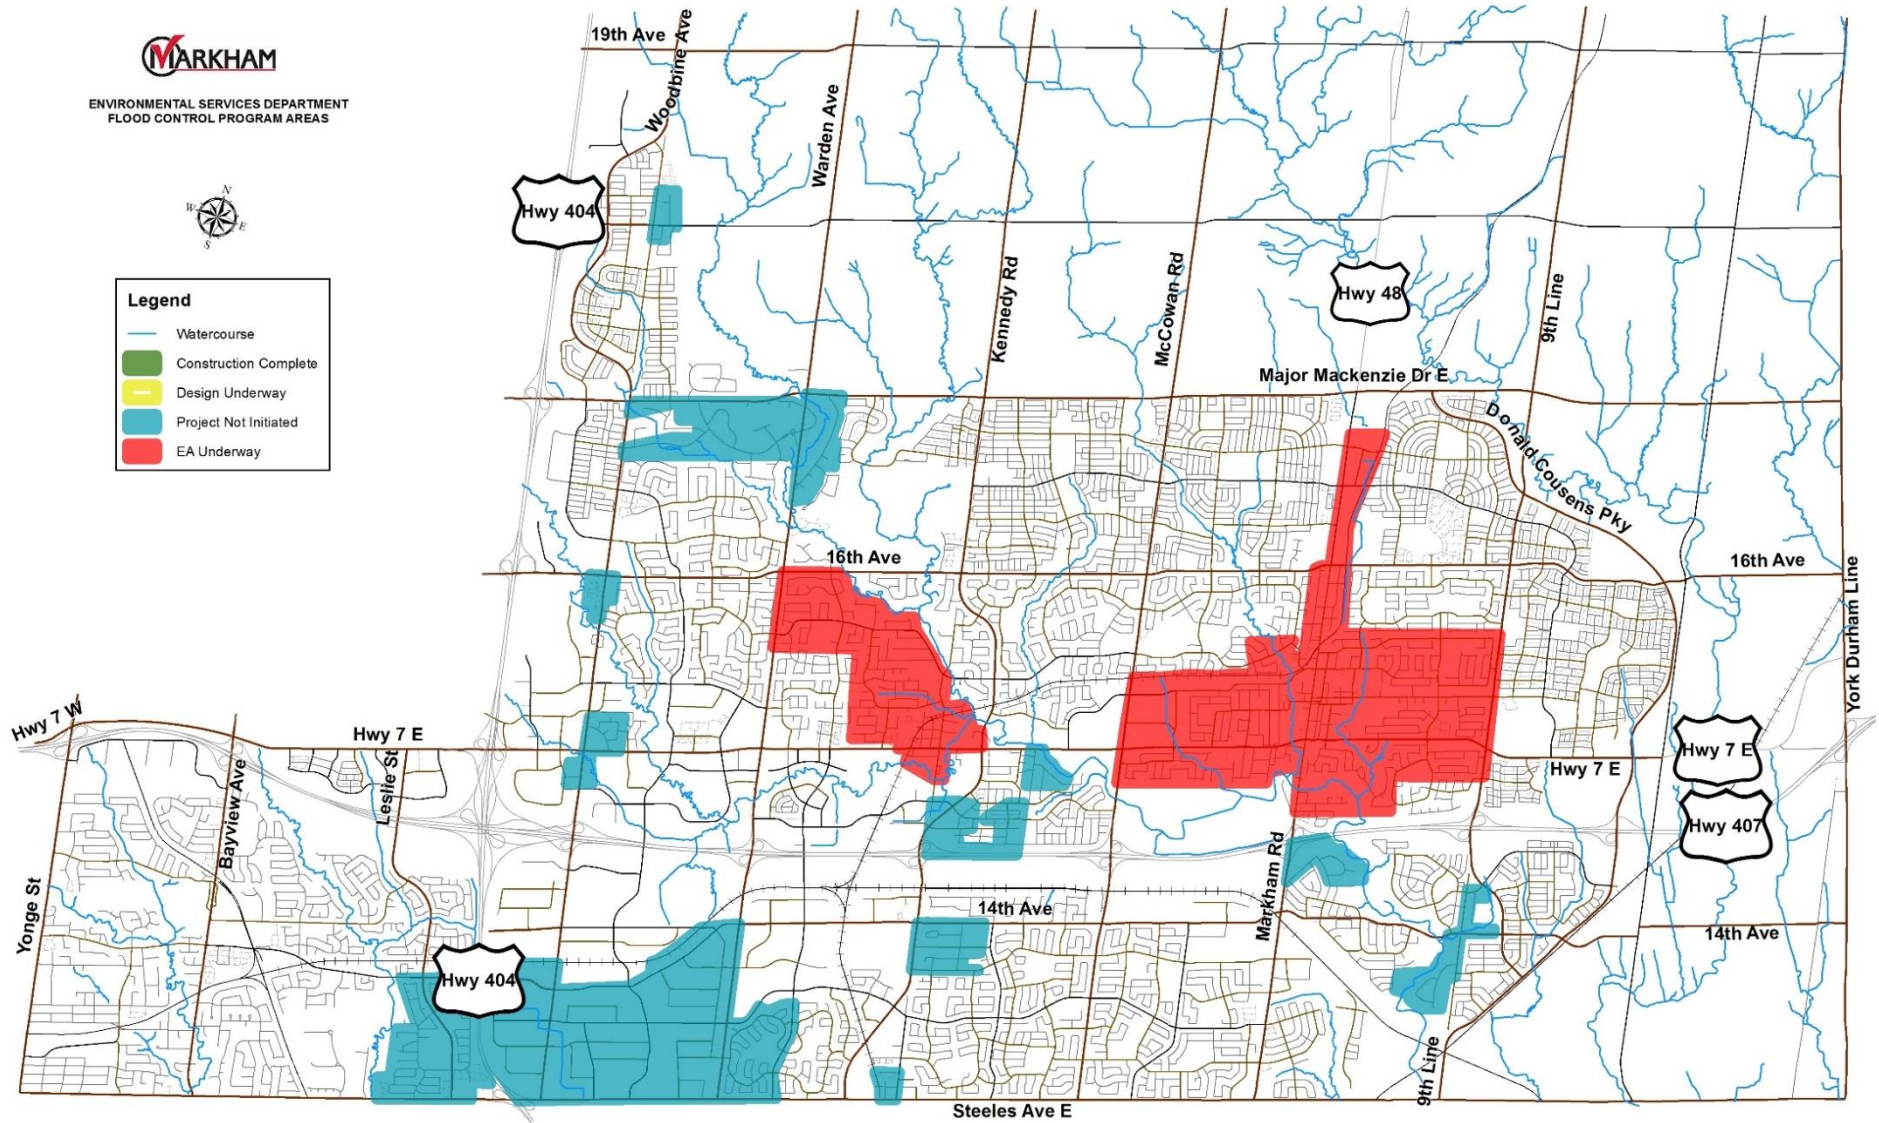 MARKHAM
ENVIRONMENTAL SERVICES DEPARTMENT
FLOOD CONTROL PROGRAM AREAS
N
W
E
S
Legend
Watercourse
Construction Complete
Design Underway
Project Not Initiated
EA Underway
19th Ave
Woodbine Ave
Warden Ave
Hwy 404
Kennedy Rd
McCowan Rd
Hwy 48
9th Line
Major Mackenzie Dr E
Donald Cousens Pky
16th Ave
16th Ave
York Durham Line
Hwy 7 W
Hwy 7 E
Hwy 7 E
Hwy 7 E
Leslie St
Bayview Ave
Hwy 407
Yonge St
Markham Rd
14th Ave
14th Ave
Hwy 404
9th Line
Steeles Ave E